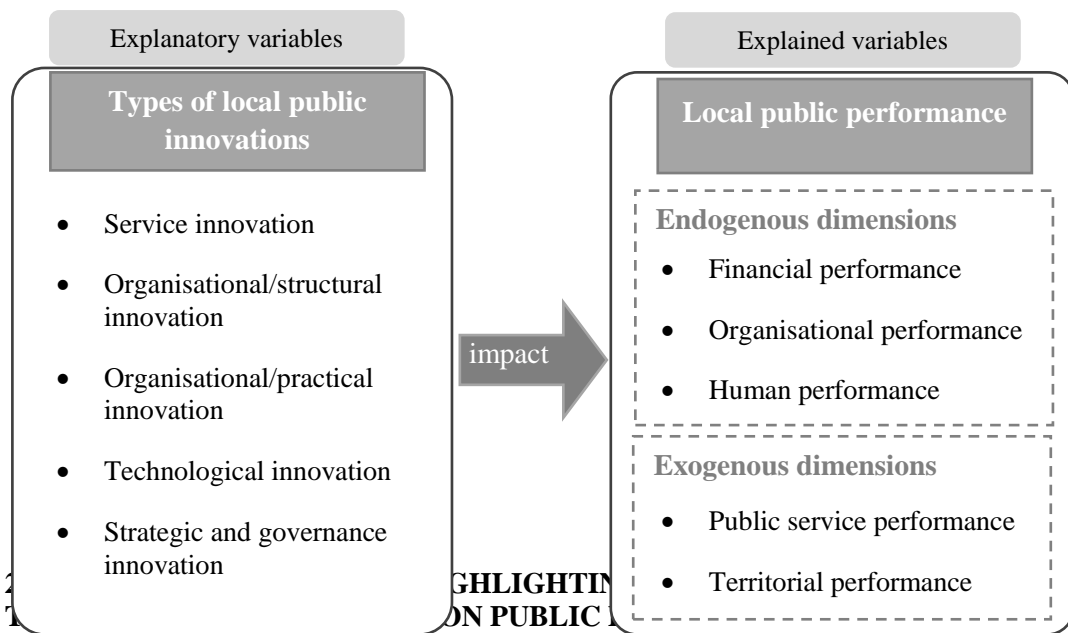 Explanatory variables
Types of local public
innovations
• Service innovation
• Organisational/structural
innovation
• Organisational/practical
innovation
• Technological innovation
• Strategic and governance
innovation
impact
Explained variables
Local public performance
Endogenous dimensions
• Financial performance
• Organisational performance
• Human performance
Exogenous dimensions
• Public service performance
• Territorial performance
ON PUBLIC